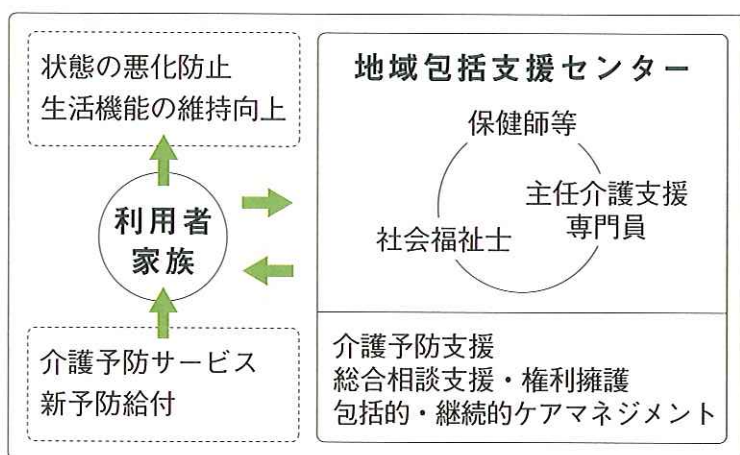 状態の悪化防止
生活機能の維持向上
利用者
家族
介護予防サービス
新予防給付
地域包括支援センター
保健師等
主任介護支援
専門員
社会福祉士
介護予防支援
総合相談支援・権利擁護
包括的・継続的ケアマネジメント